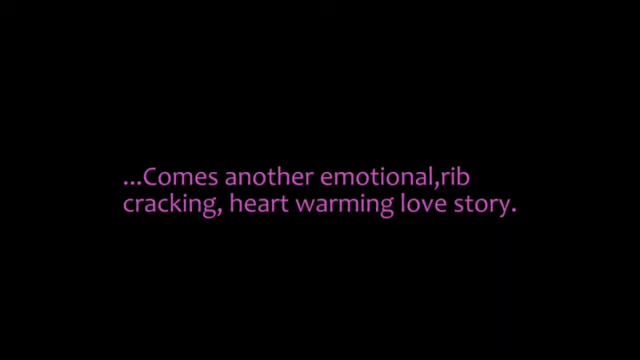 ...Comes another emotional,rib
cracking, heart warming love story.